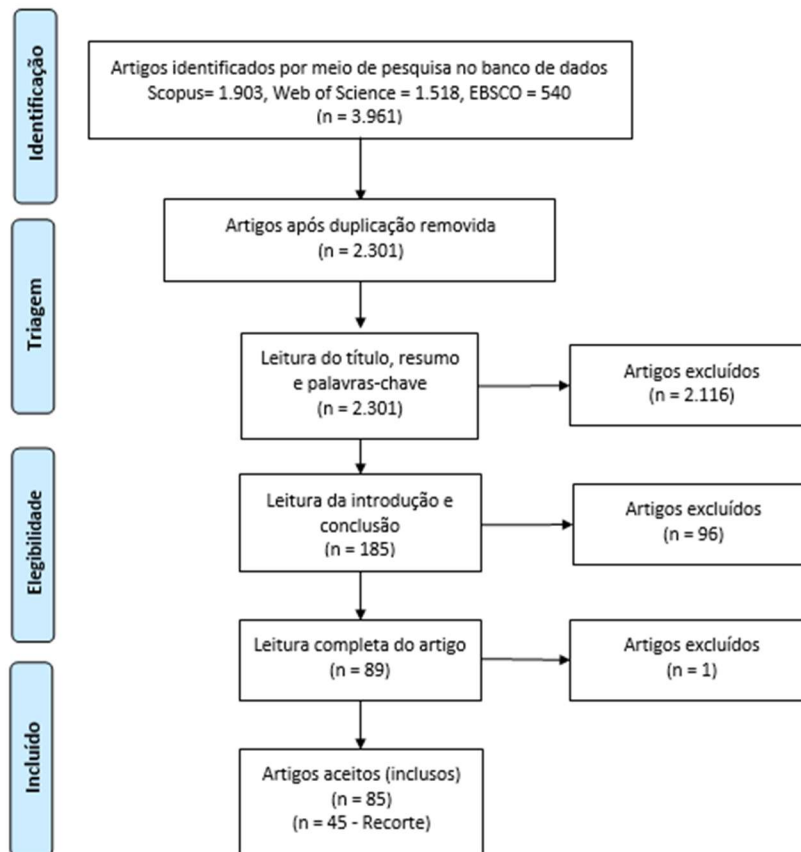 Identificação
Artigos identificados por meio de pesquisa no banco de dados
Scopus= 1.903, Web of Science = 1.518, EBSCO = 540
(n = 3.961)
Triagem
Artigos após duplicação removida
(n = 2.301)
Leitura do título, resumo
e palavras-chave
(n = 2.301)
Artigos excluídos
(n = 2.116)
Elegibilidade
Leitura da introdução e
conclusão
(n = 185)
Artigos excluídos
(n = 96)
Leitura completa do artigo
(n = 89)
Artigos excluídos
(n = 1)
Incluído
Artigos aceitos (inclusos)
(n = 85)
(n = 45 - Recorte)